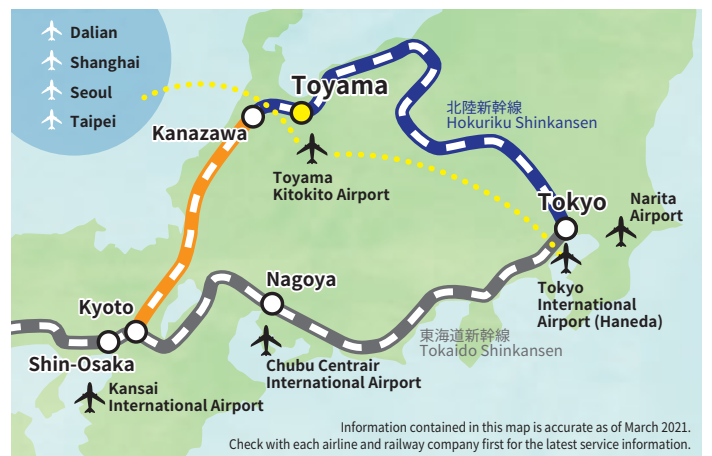 Dalian
Shanghai
Seoul
Taipei
Toyama
Kanazawa
北陸新幹線
Hokuriku Shinkansen
Toyama
Kitokito Airport
Tokyo
Narita
Airport
Tokyo
International
Airport (Haneda)
Nagoya
Kyoto
Shin-Osaka
東海道新幹線
Tokaido Shinkansen
Chubu Centrair
International Airport
Kansai
International Airport
Information contained in this map is accurate as of March 2021.
Check with each airline and railway company first for the latest service information.